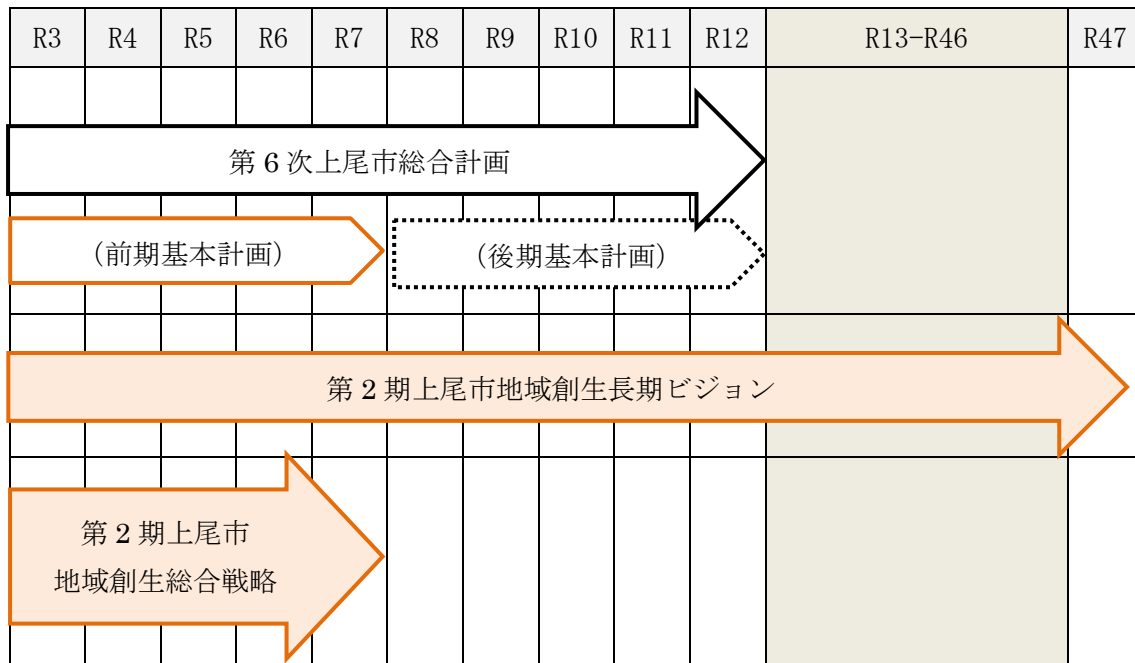 R3 R4 R5 R6 R7 R8 R9 R10 R11 R12 R13-R46 R47
第6次上尾市総合計画
(前期基本計画) (後期基本計画)
第2期上尾市地域創生長期ビジョン
第2期上尾市
地域創生総合戦略